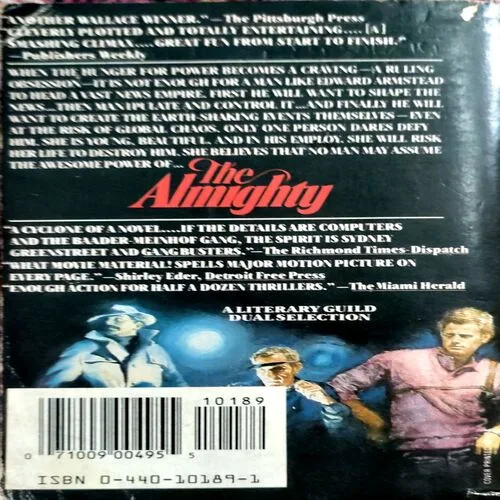 ANOTHER WALLACE WINNER."—The Pittsburgh Press
CLEVERLY PLOTTED AND TOTALLY ENTERTAINING.... [A]
SMASHING CLIMAX.... GREAT FUN FROM START TO FINISH."
—Publishers Weekly
WHEN THE HUNGER FOR POWER BECOMES A CRAVING—A RULING
OBSESSION—IT IS NOT ENOUGH FOR A MAN LIKE EDWARD ARMSTEAD
TO HEAD A VAST NEWS EMPIRE. FIRST HE WILL WANT TO SHAPE THE
NEWS...THEN MANIPULATE AND CONTROL IT...AND FINALLY HE WILL
WANT TO CREATE THE EARTH-SHAKING EVENTS THEMSELVES—EVEN
AT THE RISK OF GLOBAL CHAOS. ONLY ONE PERSON DARES DEFY
HIM. SHE IS YOUNG, BEAUTIFUL, AND IN HIS EMPLOY. SHE WILL RISK
HER LIFE TO DESTROY HIM. SHE BELIEVES THAT NO MAN MAY ASSUME
THE AWESOME POWER OF...
The
Almighty
"A CYCLONE OF A NOVEL.....IF THE DETAILS ARE COMPUTERS
AND THE BAADER-MEINHOF GANG, THE SPIRIT IS SYDNEY
GREENSTREET AND GANG BUSTERS."—The Richmond Times-Dispatch
"WHAT MOVIE MATERIAL! SPELLS MAJOR MOTION PICTURE ON
EVERY PAGE."—Shirley Eder, Detroit Free Press
"ENOUGH ACTION FOR HALF A DOZEN THRILLERS."—The Miami Herald
A LITERARY GUILD
DUAL SELECTION
10189
0 71009 00495 5
ISBN 0-440-10189-1
COVER PRINTED